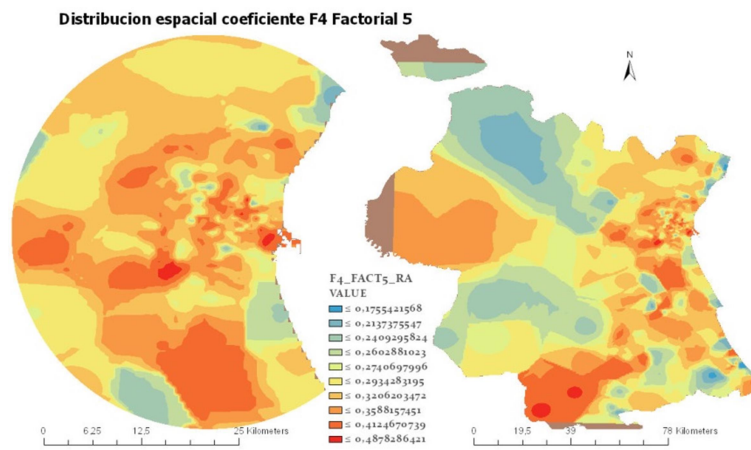 Distribucion espacial coeficiente F4 Factorial 5
N
F4_FACT5_RA
VALUE
≤ 0,1755421568
≤ 0,2137375547
≤ 0,2409295824
≤ 0,2602881023
≤ 0,2740697996
≤ 0,2934283195
≤ 0,3206203472
≤ 0,3588157451
≤ 0,4124670739
≤ 0,4878286421
0 6,25 12,5 25 Kilometers
0 19,5 39 78 Kilometers